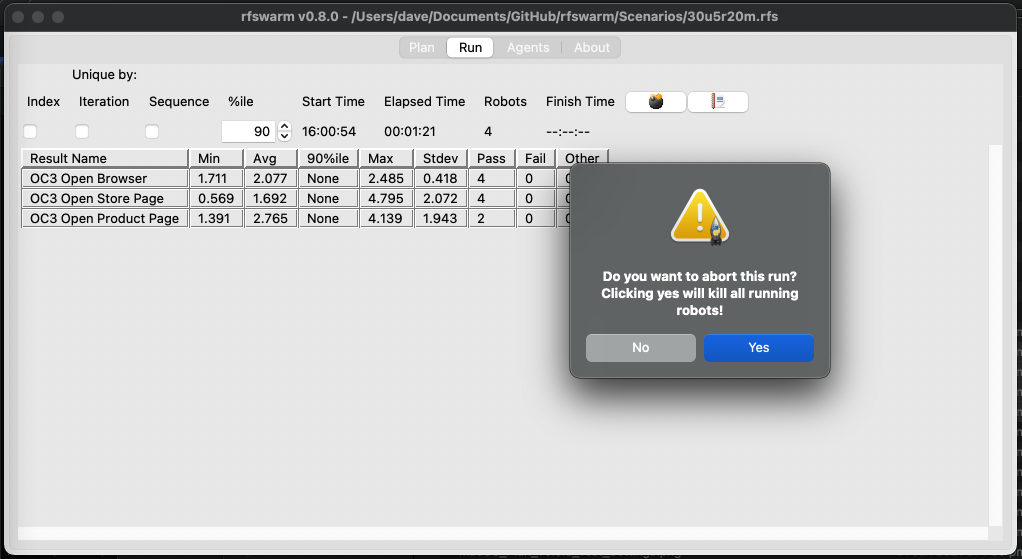 rfswarm v0.8.0 - /Users/dave/Documents/GitHub/rfswarm/Scenarios/30u5r20m.rfs
Plan Run Agents About
Unique by:
Index Iteration Sequence %ile Start Time Elapsed Time Robots Finish Time
90 16:00:54 00:01:21 4 --:--:--
Result Name Min Avg 90%ile Max Stdev Pass Fail Other
OC3 Open Browser 1.711 2.077 None 2.485 0.418 4 0
OC3 Open Store Page 0.569 1.692 None 4.795 2.072 4 0
OC3 Open Product Page 1.391 2.765 None 4.139 1.943 2 0
Do you want to abort this run?
Clicking yes will kill all running
robots!
No Yes